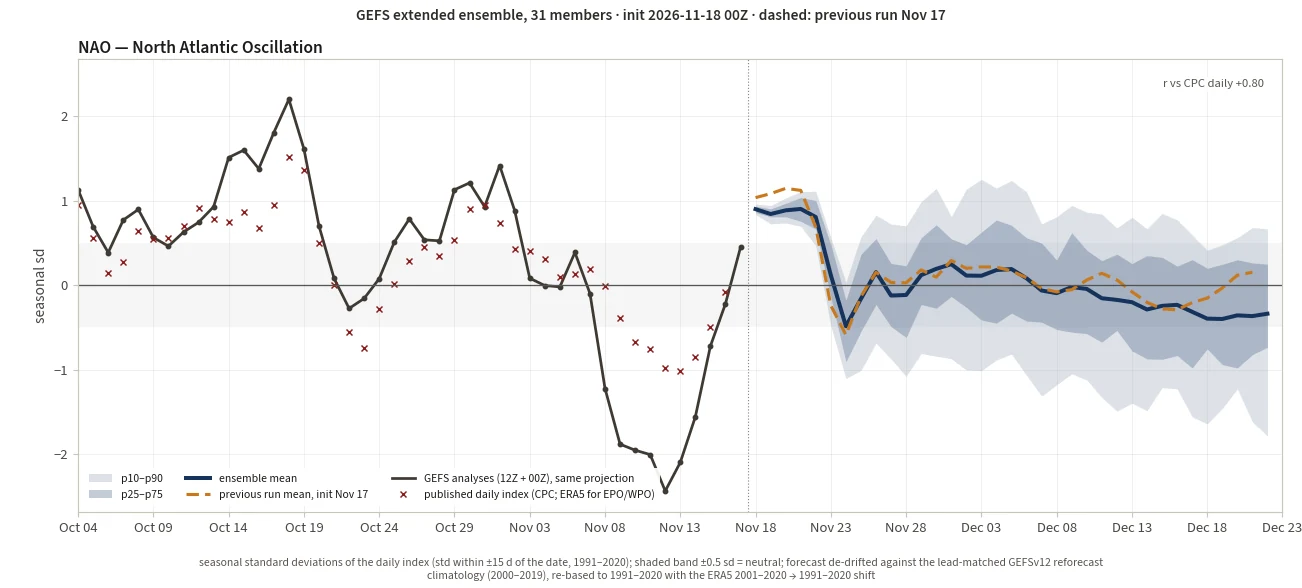 GEFS extended ensemble, 31 members · init 2026-11-18 00Z · dashed: previous run Nov 17
NAO — North Atlantic Oscillation
r vs CPC daily +0.80
seasonal sd
2
1
0
−1
−2
p10–p90
p25–p75
ensemble mean
previous run mean, init Nov 17
GEFS analyses (12Z + 00Z), same projection
published daily index (CPC; ERA5 for EPO/WPO)
Oct 04 Oct 09 Oct 14 Oct 19 Oct 24 Oct 29 Nov 03 Nov 08 Nov 13 Nov 18 Nov 23 Nov 28 Dec 03 Dec 08 Dec 13 Dec 18 Dec 23
seasonal standard deviations of the daily index (std within ±15 d of the date, 1991–2020); shaded band ±0.5 sd = neutral; forecast de-drifted against the lead-matched GEFSv12 reforecast
climatology (2000–2019), re-based to 1991–2020 with the ERA5 2001–2020 → 1991–2020 shift